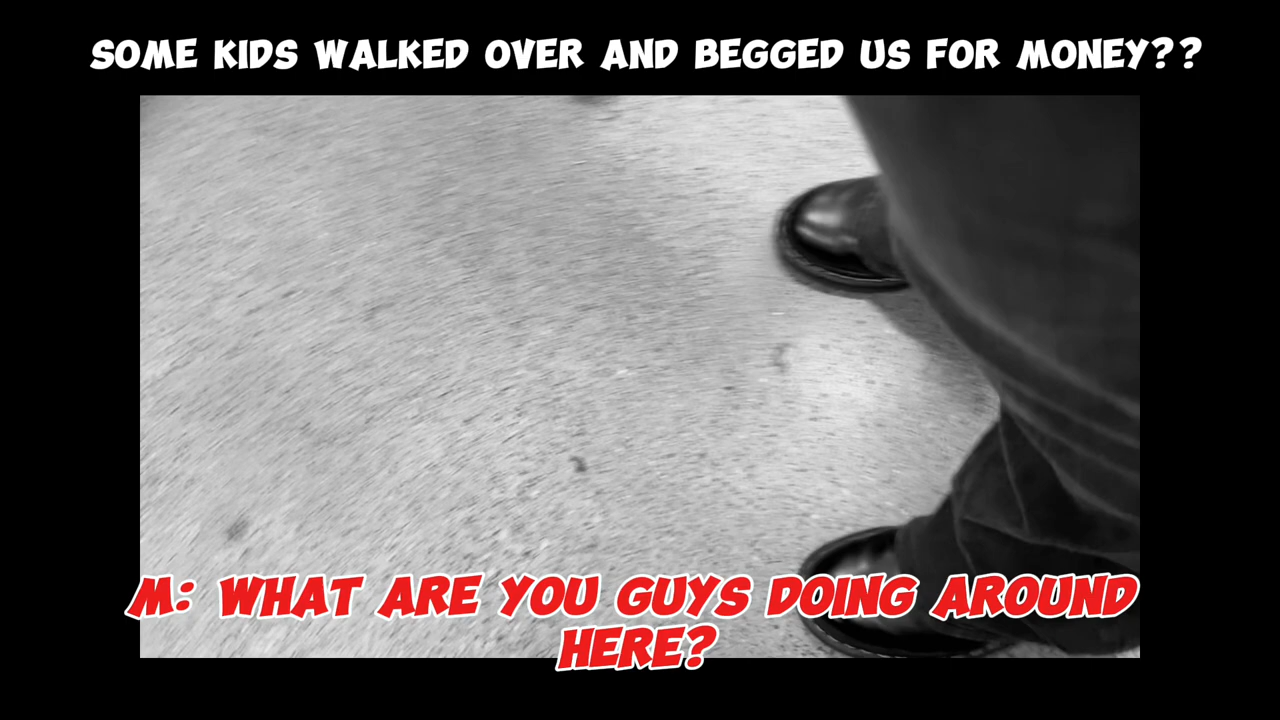 SOME KIDS WALKED OVER AND BEGGED US FOR MONEY??
M: WHAT ARE YOU GUYS DOING AROUND
HERE?